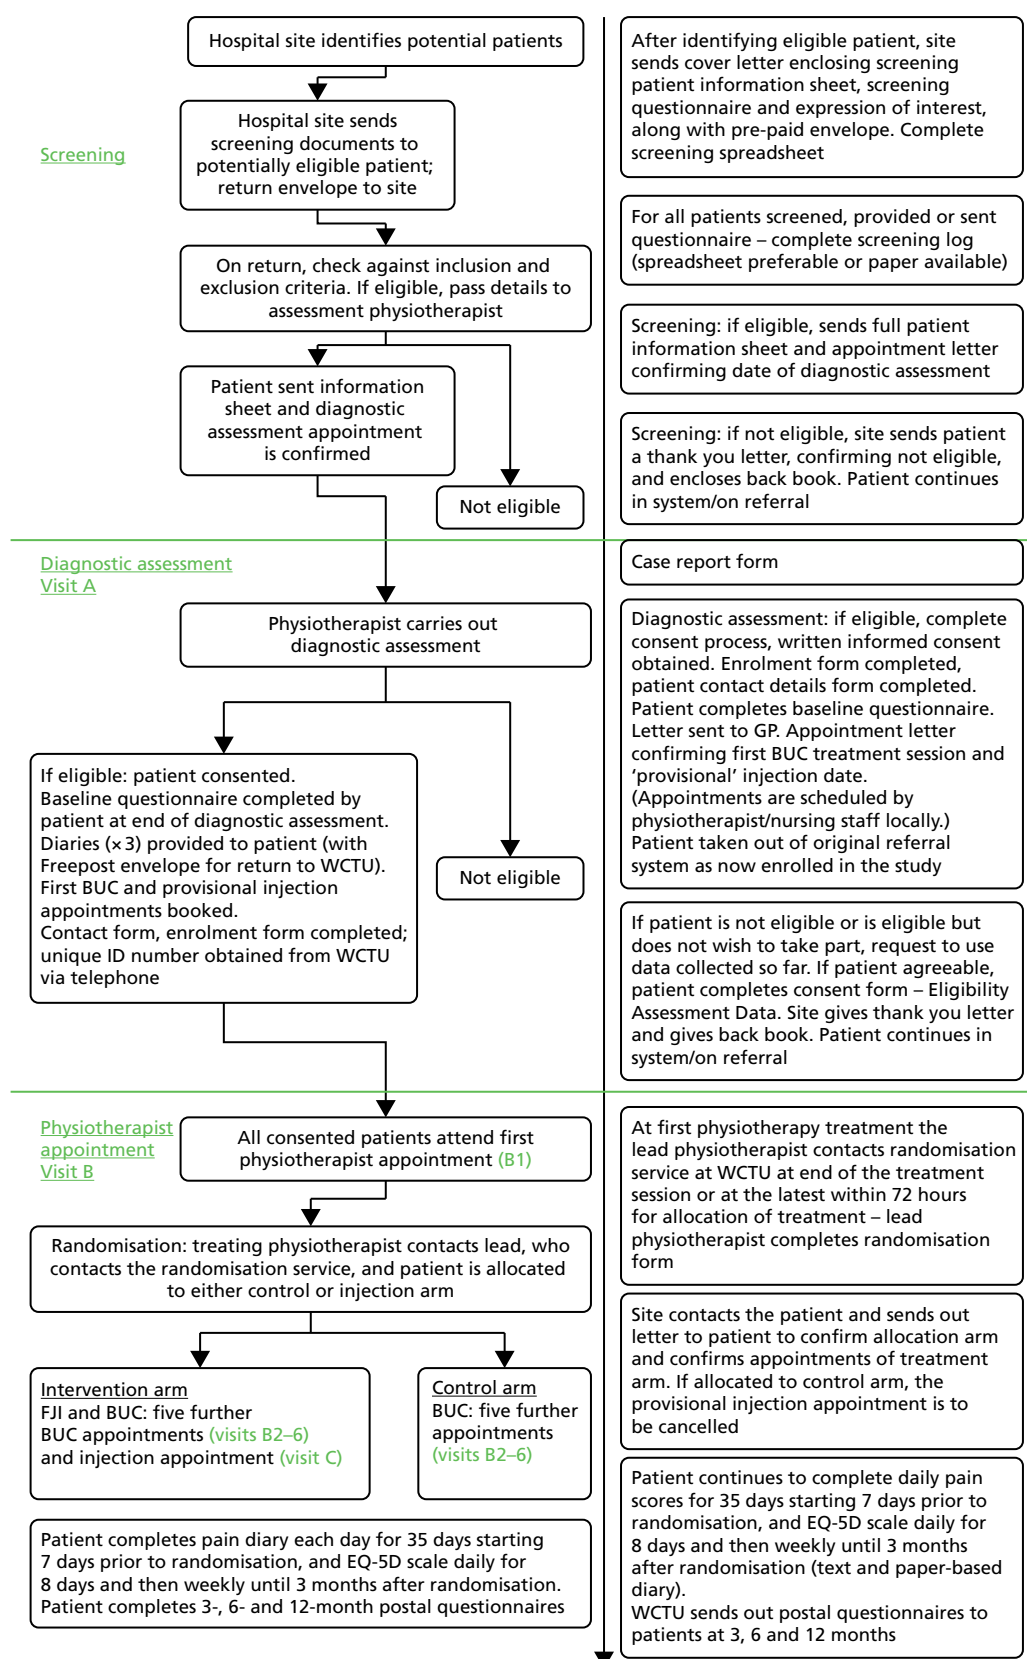 Hospital site identifies potential patients
Screening
Hospital site sends
screening documents to
potentially eligible patient;
return envelope to site
On return, check against inclusion and
exclusion criteria. If eligible, pass details to
assessment physiotherapist
Patient sent information
sheet and diagnostic
assessment appointment
is confirmed
Not eligible
After identifying eligible patient, site
sends cover letter enclosing screening
patient information sheet, screening
questionnaire and expression of interest,
along with pre-paid envelope. Complete
screening spreadsheet
For all patients screened, provided or sent
questionnaire – complete screening log
(spreadsheet preferable or paper available)
Screening: if eligible, sends full patient
information sheet and appointment letter
confirming date of diagnostic assessment
Screening: if not eligible, site sends patient
a thank you letter, confirming not eligible,
and encloses back book. Patient continues
in system/on referral
Diagnostic assessment
Visit A
Physiotherapist carries out
diagnostic assessment
If eligible: patient consented.
Baseline questionnaire completed by
patient at end of diagnostic assessment.
Diaries (×3) provided to patient (with
Freepost envelope for return to WCTU).
First BUC and provisional injection
appointments booked.
Contact form, enrolment form completed;
unique ID number obtained from WCTU
via telephone
Not eligible
Case report form
Diagnostic assessment: if eligible, complete
consent process, written informed consent
obtained. Enrolment form completed,
patient contact details form completed.
Patient completes baseline questionnaire.
Letter sent to GP. Appointment letter
confirming first BUC treatment session and
‘provisional’ injection date.
(Appointments are scheduled by
physiotherapist/nursing staff locally.)
Patient taken out of original referral
system as now enrolled in the study
If patient is not eligible or is eligible but
does not wish to take part, request to use
data collected so far. If patient agreeable,
patient completes consent form – Eligibility
Assessment Data. Site gives thank you letter
and gives back book. Patient continues in
system/on referral
Physiotherapist
appointment
Visit B
All consented patients attend first
physiotherapist appointment (B1)
Randomisation: treating physiotherapist contacts lead, who
contacts the randomisation service, and patient is allocated
to either control or injection arm
Intervention arm
FJI and BUC: five further
BUC appointments (visits B2–6)
and injection appointment (visit C)
Control arm
BUC: five further
appointments
(visits B2–6)
Patient completes pain diary each day for 35 days starting
7 days prior to randomisation, and EQ-5D scale daily for
8 days and then weekly until 3 months after randomisation.
Patient completes 3-, 6- and 12-month postal questionnaires
At first physiotherapy treatment the
lead physiotherapist contacts randomisation
service at WCTU at end of the treatment
session or at the latest within 72 hours
for allocation of treatment – lead
physiotherapist completes randomisation
form
Site contacts the patient and sends out
letter to patient to confirm allocation arm
and confirms appointments of treatment
arm. If allocated to control arm, the
provisional injection appointment is to
be cancelled
Patient continues to complete daily pain
scores for 35 days starting 7 days prior to
randomisation, and EQ-5D scale daily for
8 days and then weekly until 3 months
after randomisation (text and paper-based
diary).
WCTU sends out postal questionnaires to
patients at 3, 6 and 12 months